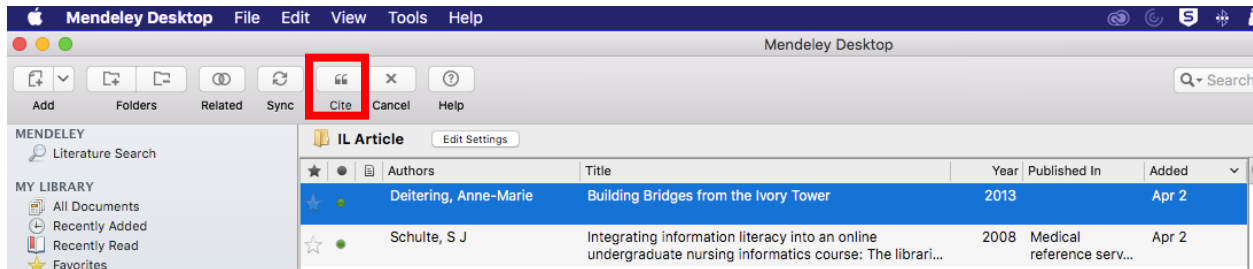 Mendeley Desktop File Edit View Tools Help
Mendeley Desktop
Search
Add Folders Related Sync Cite Cancel Help
MENDELEY
Literature Search
IL Article Edit Settings
Authors Title Year Published In Added
MY LIBRARY
All Documents
Recently Added
Recently Read
Favorites
Deitering, Anne-Marie Building Bridges from the Ivory Tower 2013 Apr 2
Schulte, S J Integrating information literacy into an online 2008 Medical Apr 2
undergraduate nursing informatics course: The librari... reference serv...